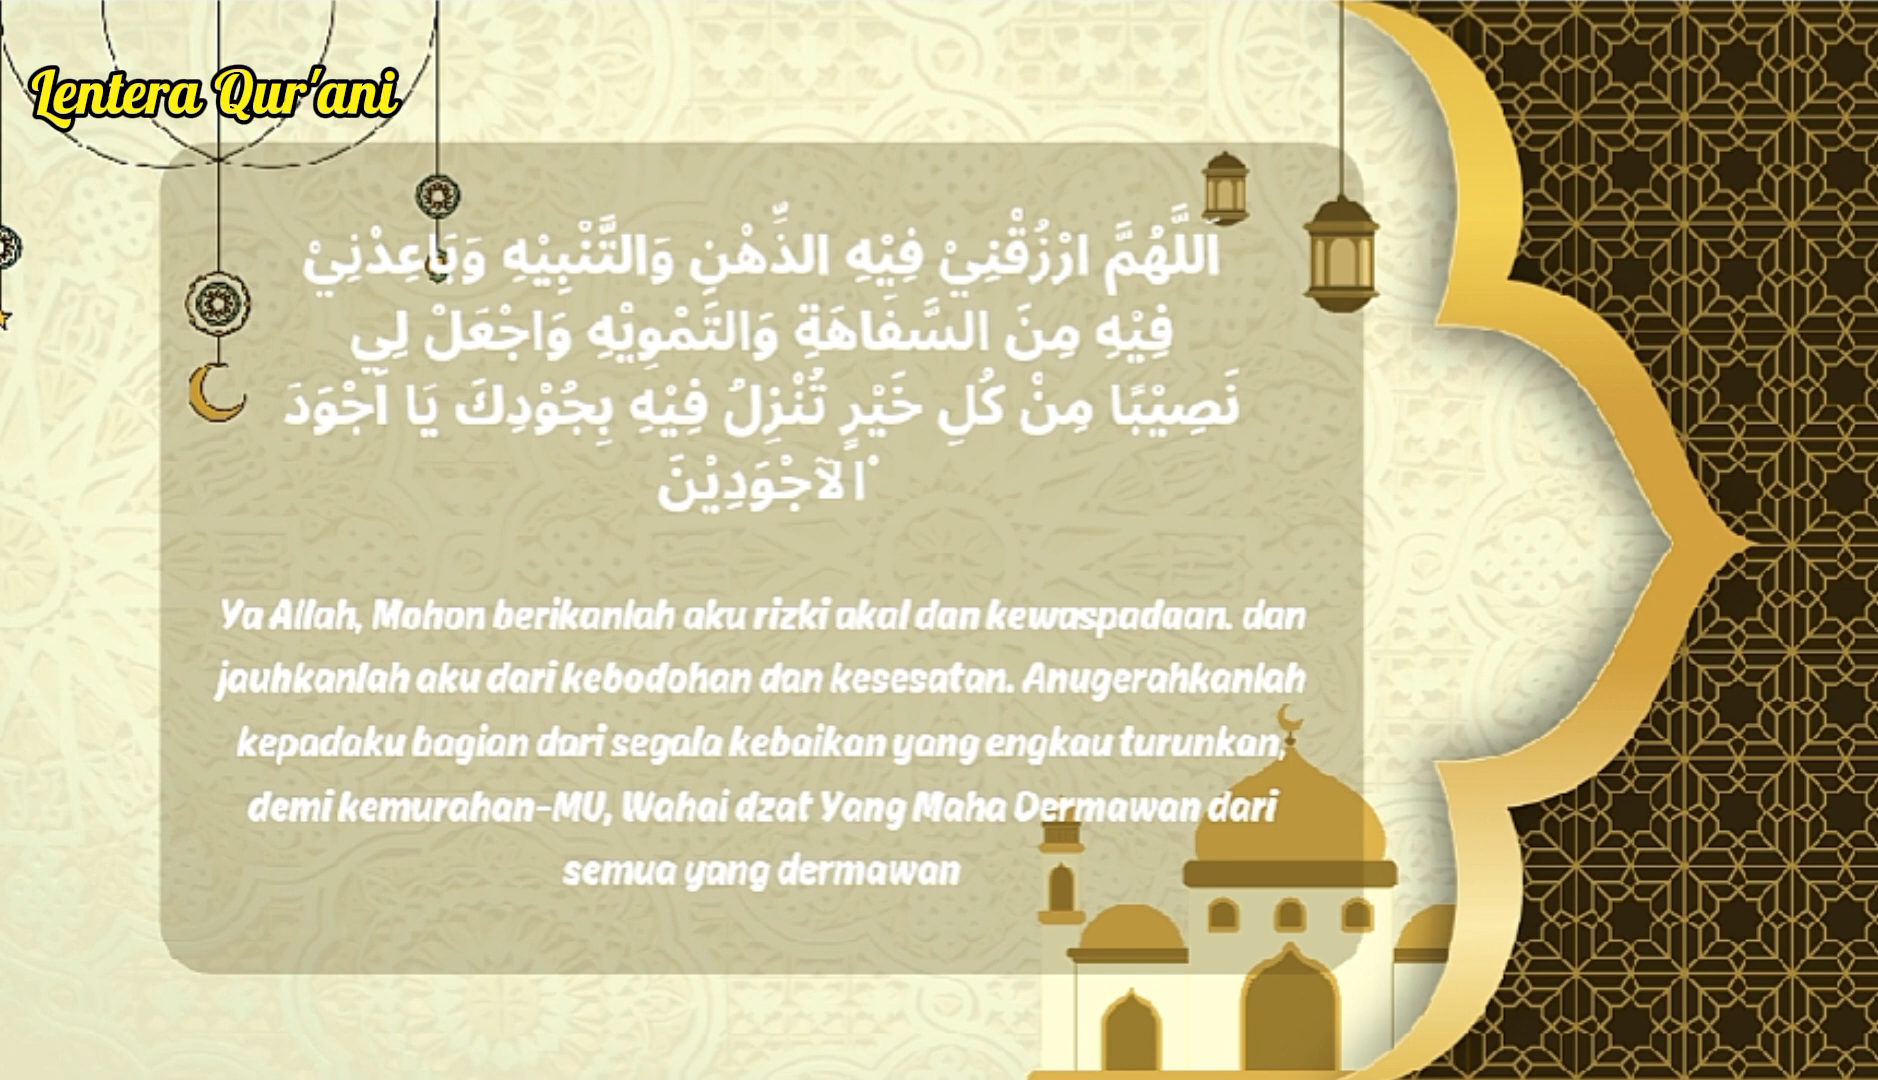 Lentera Qur'ani
اَللَّهُمَّ ارْزُقْنِيْ فِيْهِ الذِّهْنِ وَالتَّنْبِيْهِ وَبَاعِدْنِيْ
فِيْهِ مِنَ السَّفَاهَةِ وَالتَمْوِيْهِ وَاجْعَلْ لِي
نَصِيْبًا مِنْ كُلِ خَيْرٍ تُنْزِلُ فِيْهِ بِجُوْدِكَ يَا اَجْوَدَ
اْلاَجْوَدِيْنَ
Ya Allah, Mohon berikanlah aku rizki akal dan kewaspadaan. dan
jauhkanlah aku dari kebodohan dan kesesatan. Anugerahkanlah
kepadaku bagian dari segala kebaikan yang engkau turunkan,
demi kemurahan-MU, Wahai dzat Yang Maha Dermawan dari
semua yang dermawan